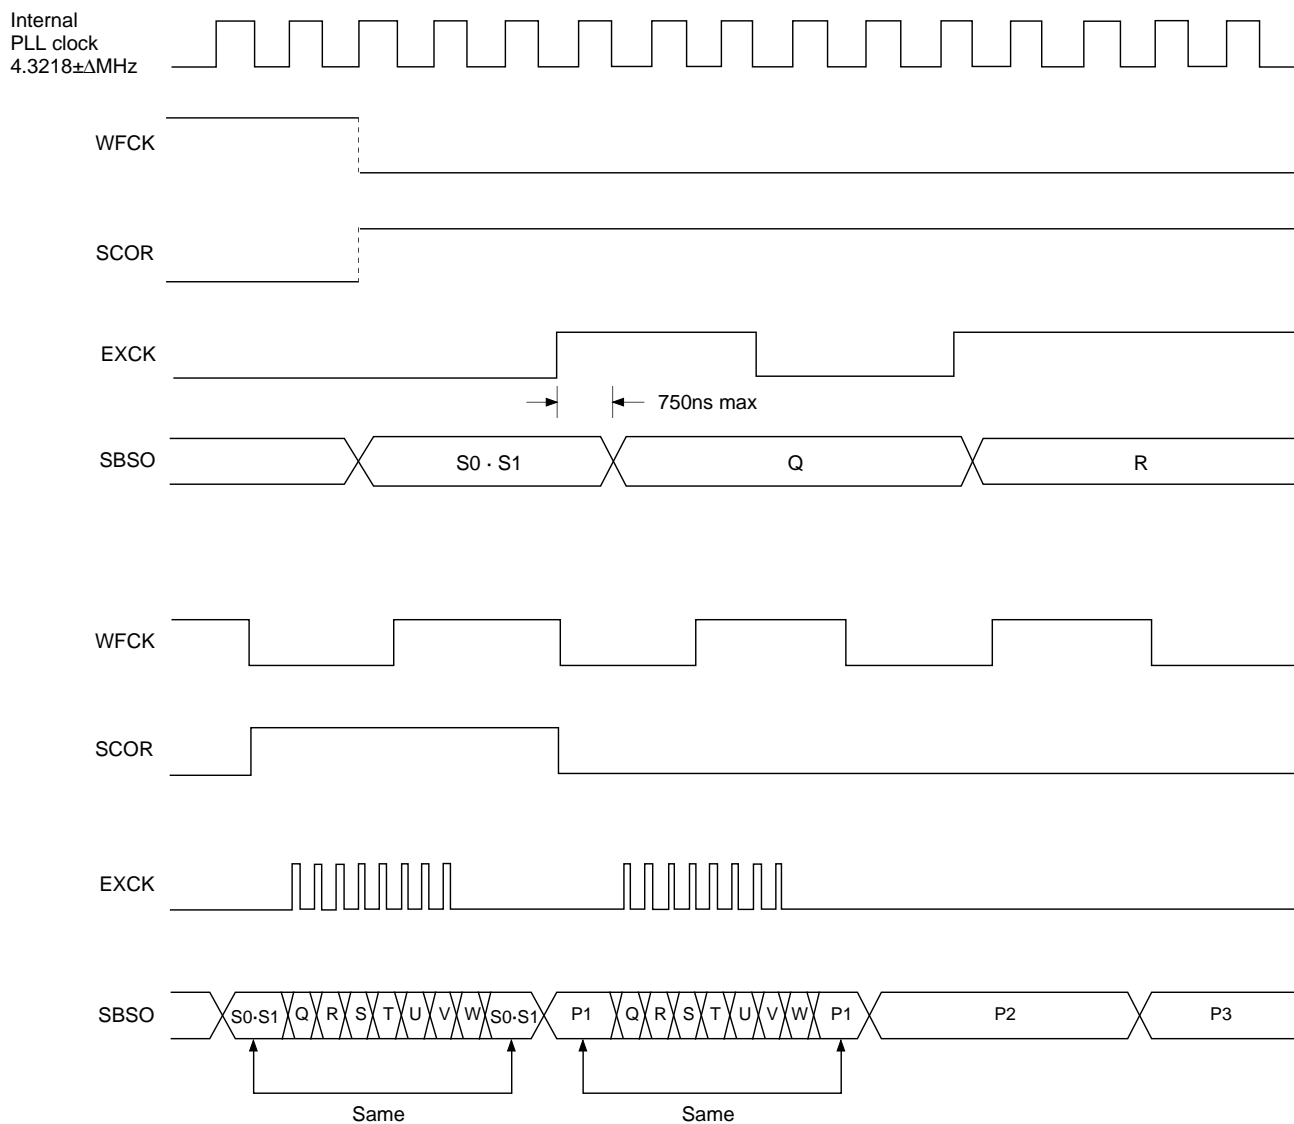 Internal
PLL clock
4.3218±ΔMHz
WFCK
SCOR
EXCK
750ns max
SBSO
S0 · S1
Q
R
WFCK
SCOR
EXCK
SBSO
S0·S1 Q R S T U V W S0·S1 P1 Q R S T U V W P1 P2 P3
Same
Same